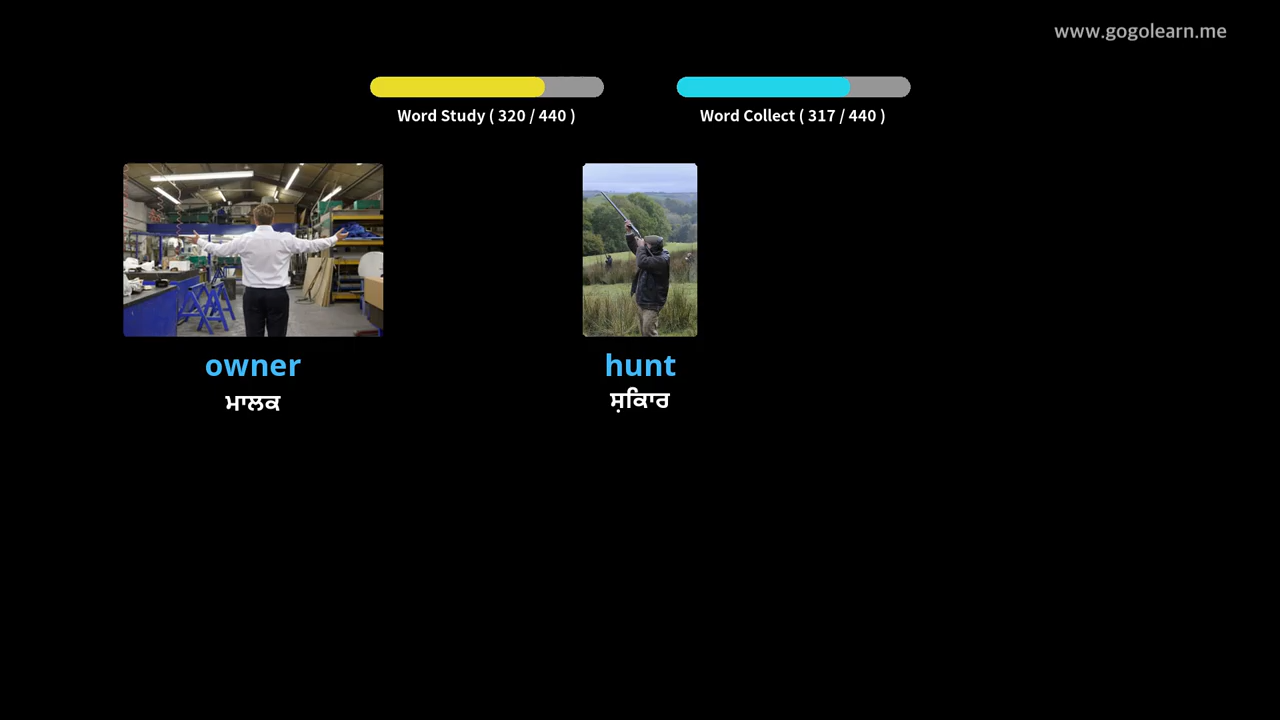 www.gogolearn.me
Word Study ( 320 / 440 )
Word Collect ( 317 / 440 )
owner
ਮਾਲਕ
hunt
ਸ਼ਿਕਾਰ